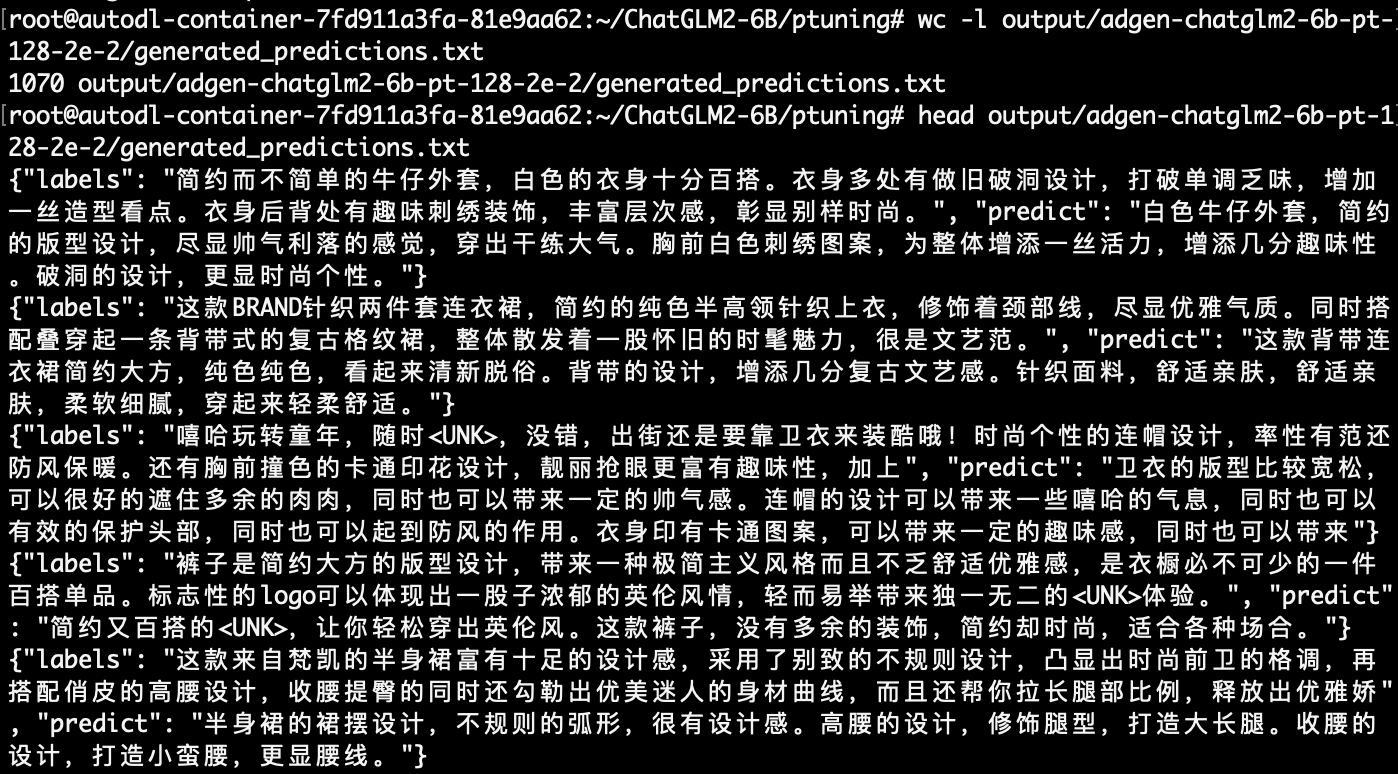 [root@autodl-container-7fd911a3fa-81e9aa62:~/ChatGLM2-6B/ptuning# wc -l output/adgen-chatglm2-6b-pt-]
128-2e-2/generated_predictions.txt
1070 output/adgen-chatglm2-6b-pt-128-2e-2/generated_predictions.txt
[root@autodl-container-7fd911a3fa-81e9aa62:~/ChatGLM2-6B/ptuning# head output/adgen-chatglm2-6b-pt-1]
28-2e-2/generated_predictions.txt
{"labels": "简约而不简单的牛仔外套，白色的衣身十分百搭。衣身多处有做旧破洞设计，打破单调乏味，增加
一丝造型看点。衣身后背处有趣味刺绣装饰，丰富层次感，彰显别样时尚。", "predict": "白色牛仔外套，简约
的版型设计，尽显帅气利落的感觉，穿出干练大气。胸前白色刺绣图案，为整体增添一丝活力，增添几分趣味性
。破洞的设计，更显时尚个性。"}
{"labels": "这款BRAND针织两件套连衣裙，简约的纯色半高领针织上衣，修饰着颈部线，尽显优雅气质。同时搭
配叠穿起一条背带式的复古格纹裙，整体散发着一股怀旧的时髦魅力，很是文艺范。", "predict": "这款背带连
衣裙简约大方，纯色纯色，看起来清新脱俗。背带的设计，增添几分复古文艺感。针织面料，舒适亲肤，舒适亲
肤，柔软细腻，穿起来轻柔舒适。"}
{"labels": "嘻哈玩转童年，随时<UNK>，没错，出街还是要靠卫衣来装酷哦！时尚个性的连帽设计，率性有范还
防风保暖。还有胸前撞色的卡通印花设计，靓丽抢眼更富有趣味性，加上", "predict": "卫衣的版型比较宽松，
可以很好的遮住多余的肉肉，同时也可以带来一定的帅气感。连帽的设计可以带来一些嘻哈的气息，同时也可以
有效的保护头部，同时也可以起到防风的作用。衣身印有卡通图案，可以带来一定的趣味感，同时也可以带来"}
{"labels": "裤子是简约大方的版型设计，带来一种极简主义风格而且不乏舒适优雅感，是衣橱必不可少的一件
百搭单品。标志性的logo可以体现出一股子浓郁的英伦风情，轻而易举带来独一无二的<UNK>体验。", "predict"
: "简约又百搭的<UNK>，让你轻松穿出英伦风。这款裤子，没有多余的装饰，简约却时尚，适合各种场合。"}
{"labels": "这款来自梵凯的半身裙富有十足的设计感，采用了别致的不规则设计，凸显出时尚前卫的格调，再
搭配俏皮的高腰设计，收腰提臀的同时还勾勒出优美迷人的身材曲线，而且还帮你拉长腿部比例，释放出优雅娇"
, "predict": "半身裙的裙摆设计，不规则的弧形，很有设计感。高腰的设计，修饰腿型，打造大长腿。收腰的
设计，打造小蛮腰，更显腰线。"}